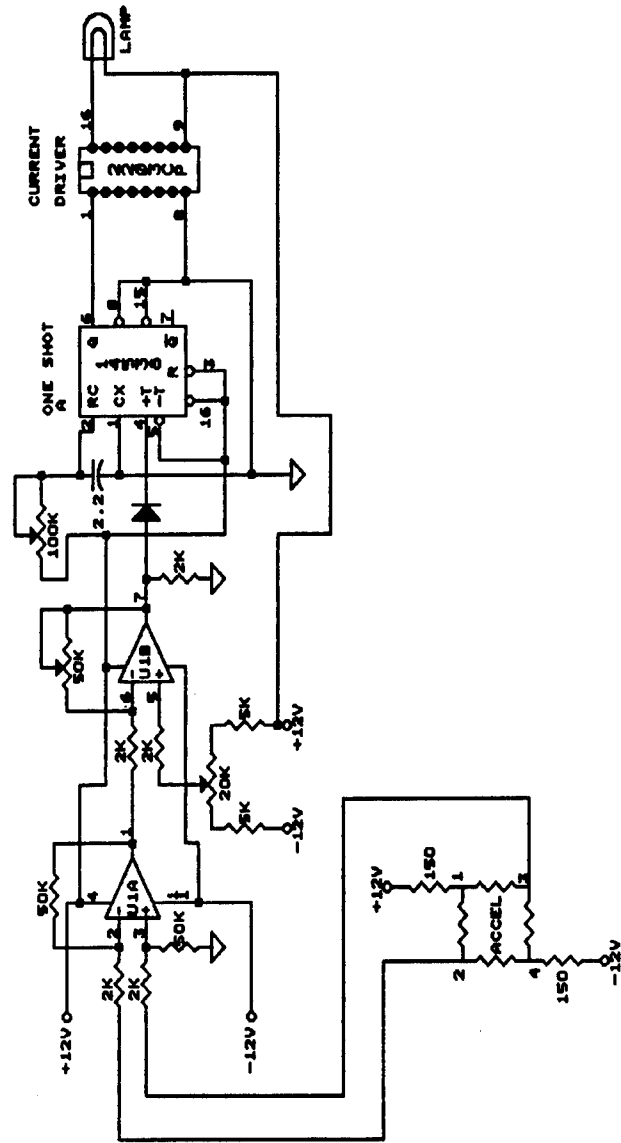 +12V
-12V
2K
2K
2
3
50K
50K
U1A
4
11
1
2K
2K
6
5
50K
U1B
7
2K
5K
20K
5K
-12V
+12V
100K
2.2
ONE SHOT
A
2
1
4
5
RC
CX
+T
-T
Q
Q
R
6
8
15
7
3
16
CURRENT
DRIVER
1
8
16
9
LAMP
+12V
150
1
2
ACCEL
3
4
150
-12V